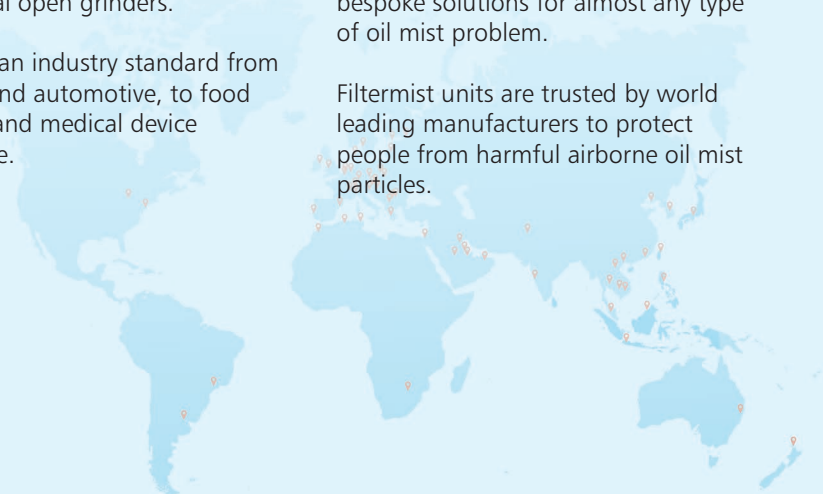 al open grinders.
an industry standard from
nd automotive, to food
and medical device
e.
bespoke solutions for almost any type
of oil mist problem.
Filtermist units are trusted by world
leading manufacturers to protect
people from harmful airborne oil mist
particles.